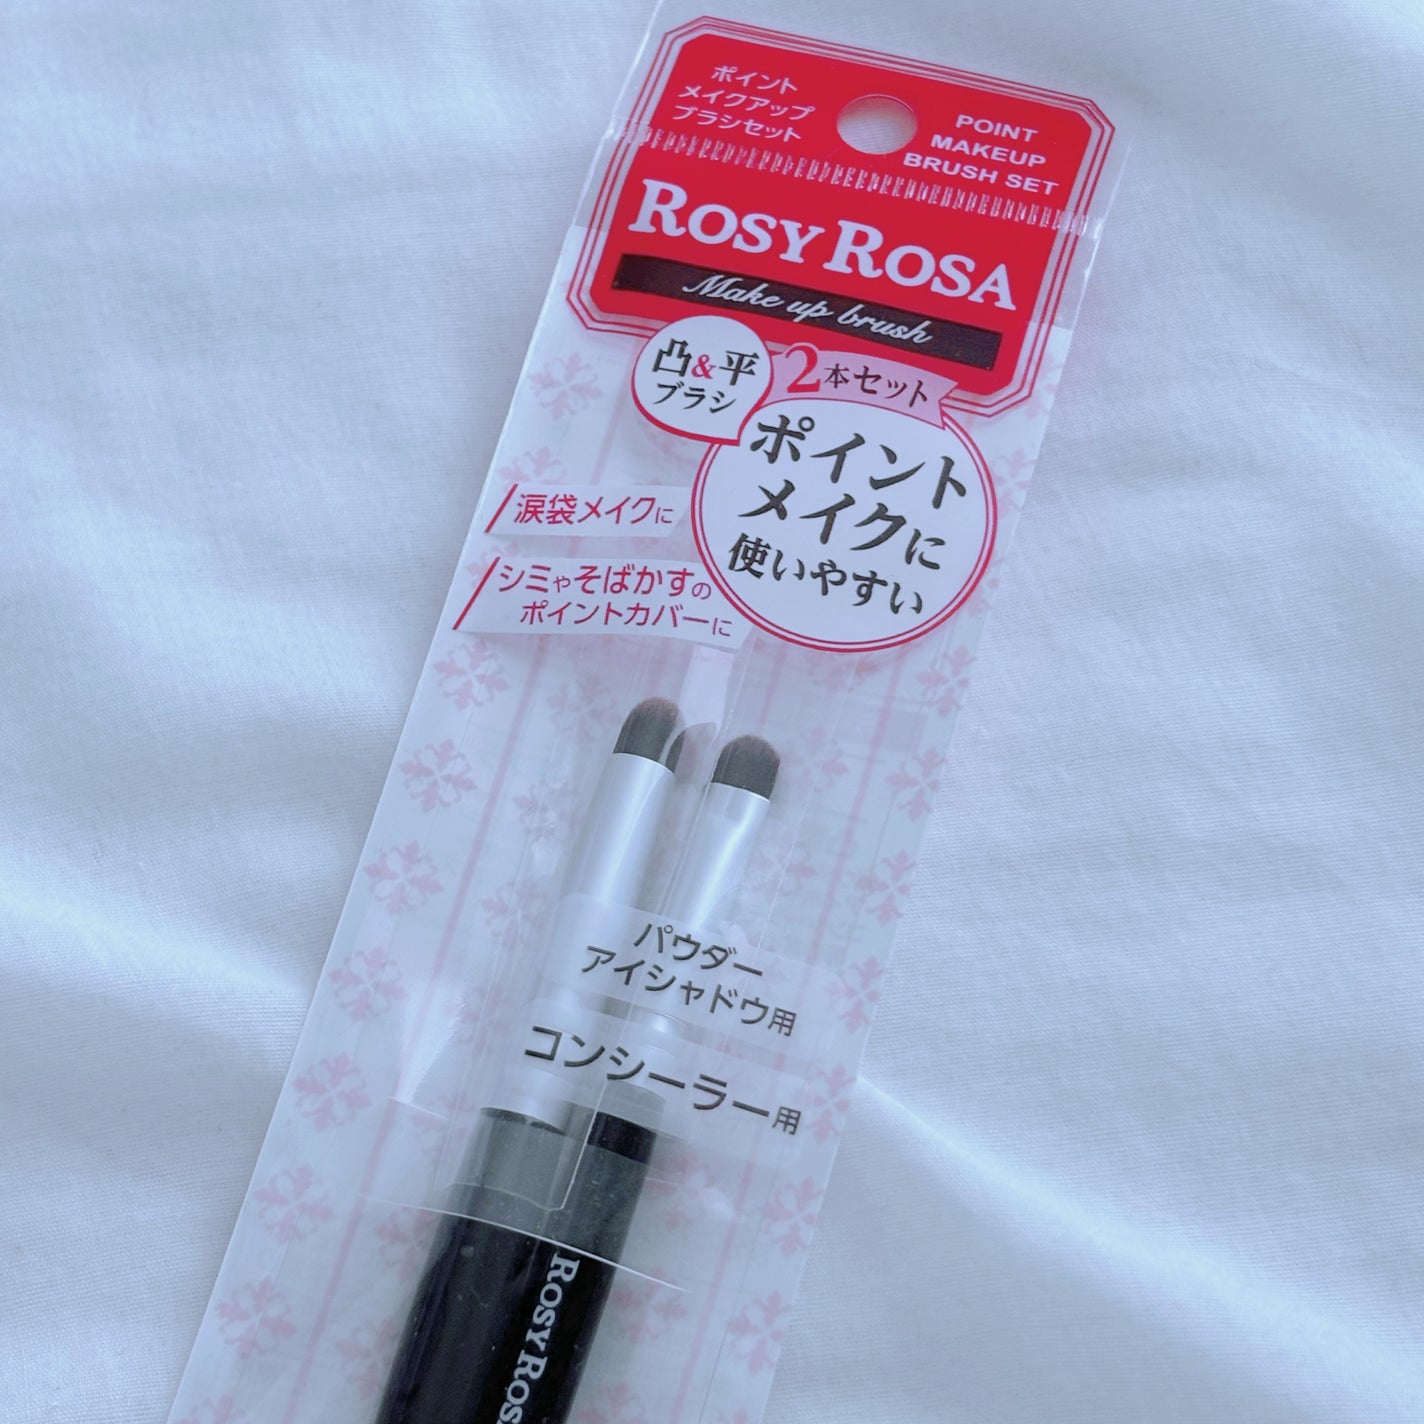 ポイント
メイクアップ
ブラシセット
POINT
MAKEUP
BRUSH SET
ROSY ROSA
Make up brush
凸&平
ブラシ
2本セット
ポイント
メイクに
使いやすい
涙袋メイクに
シミやそばかすの
ポイントカバーに
パウダー
アイシャドウ用
コンシーラー用
ROSY ROS